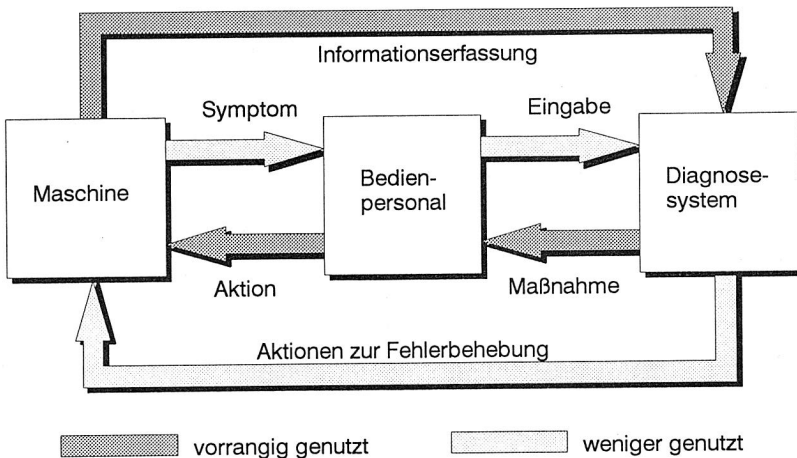 Informationserfassung
Symptom
Eingabe
Maschine
Bedien-
personal
Diagnose-
system
Aktion
Maßnahme
Aktionen zur Fehlerbehebung
vorrangig genutzt
weniger genutzt